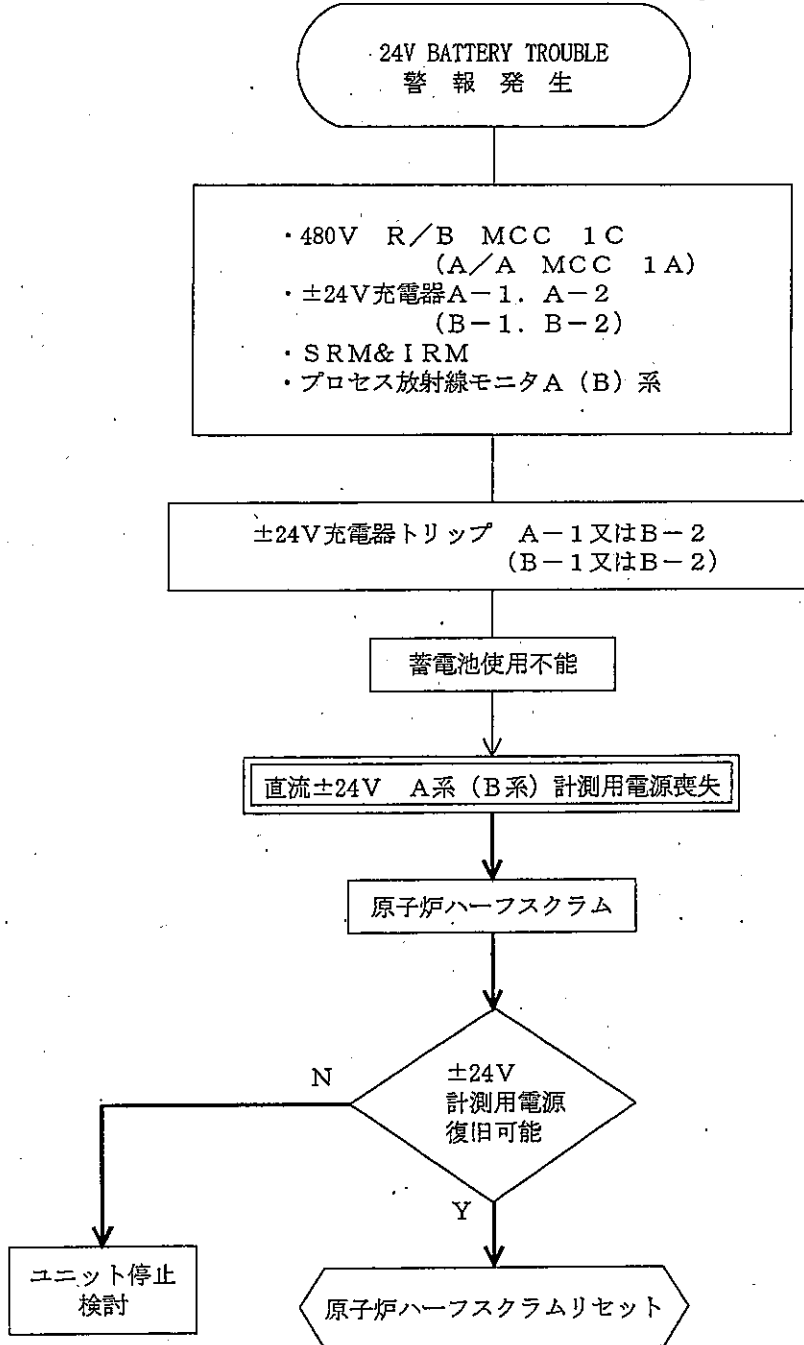 24V BATTERY TROUBLE
警 報 発 生
・480V R/B MCC 1C
(A/A MCC 1A)
・±24V充電器A-1.A-2
(B-1.B-2)
・SRM&IRM
・プロセス放射線モニタA(B)系
±24V充電器トリップ A-1又はB-2
(B-1又はB-2)
蓄電池使用不能
直流±24V A系(B系)計測用電源喪失
原子炉ハーフスクラム
±24V
計測用電源
復旧可能
N
Y
ユニット停止
検討
原子炉ハーフスクラムリセット